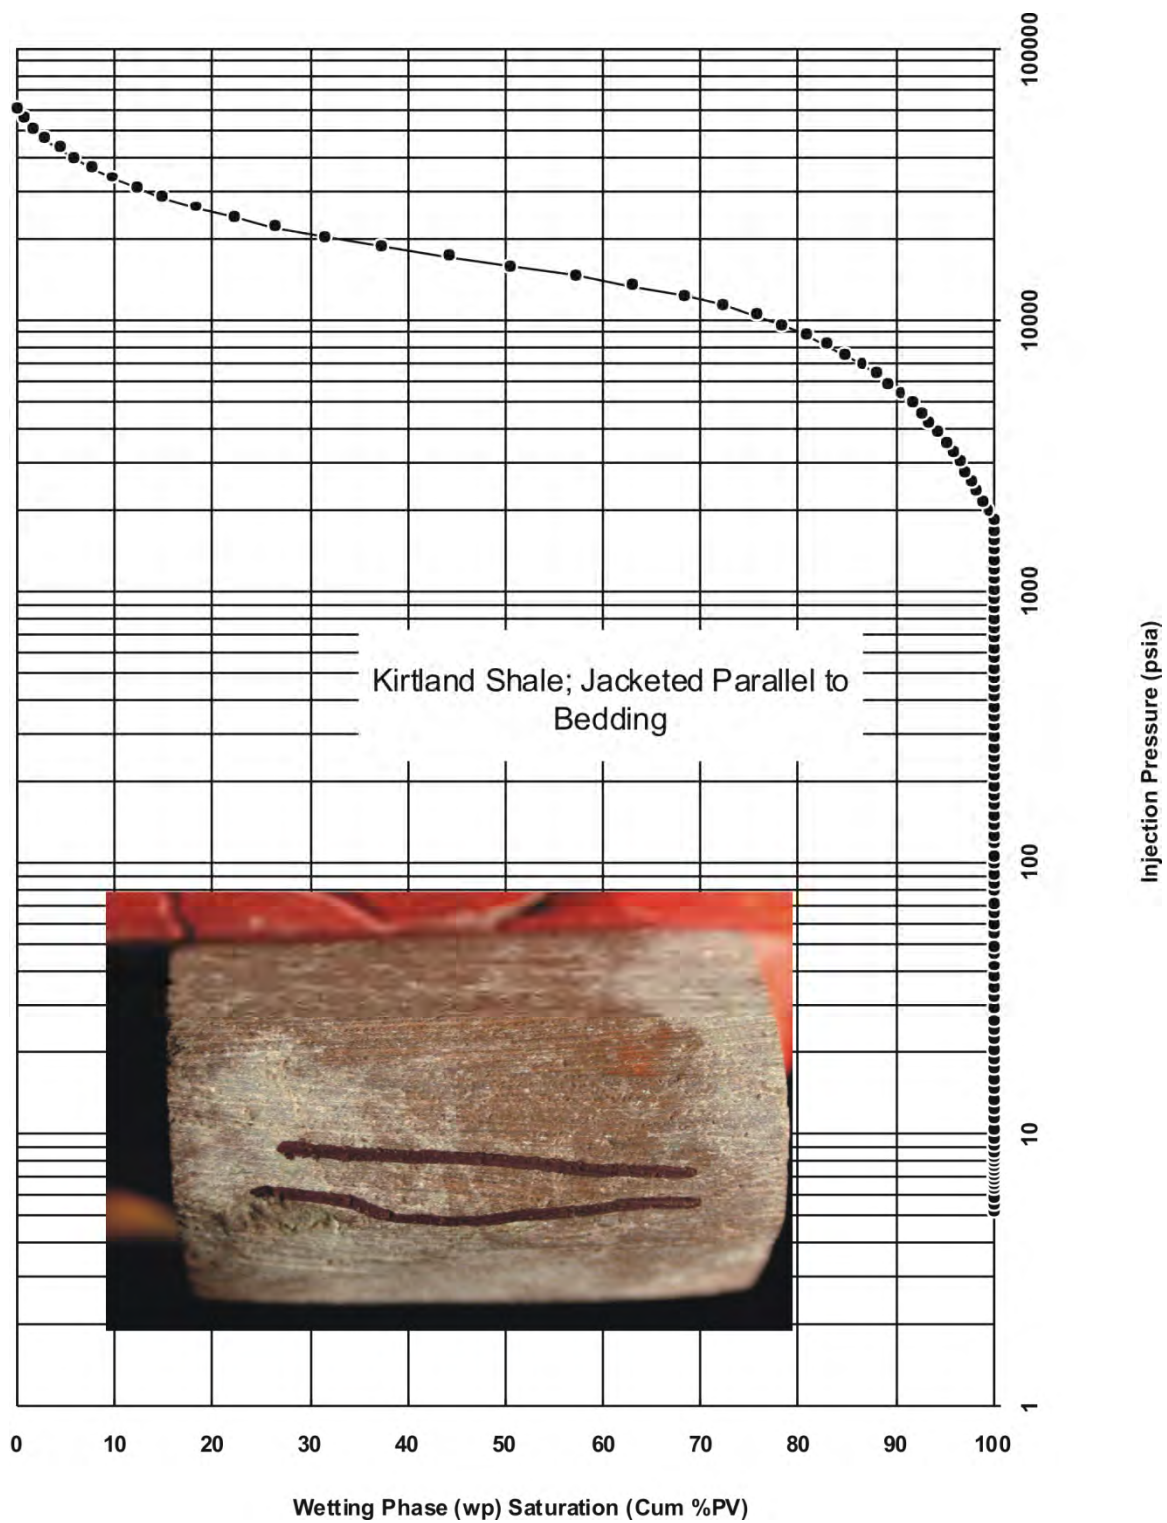 100000
10000
1000
Kirtland Shale; Jacketed Parallel to
Bedding
Injection Pressure (psia)
100
10
1
0 10 20 30 40 50 60 70 80 90 100
Wetting Phase (wp) Saturation (Cum %PV)